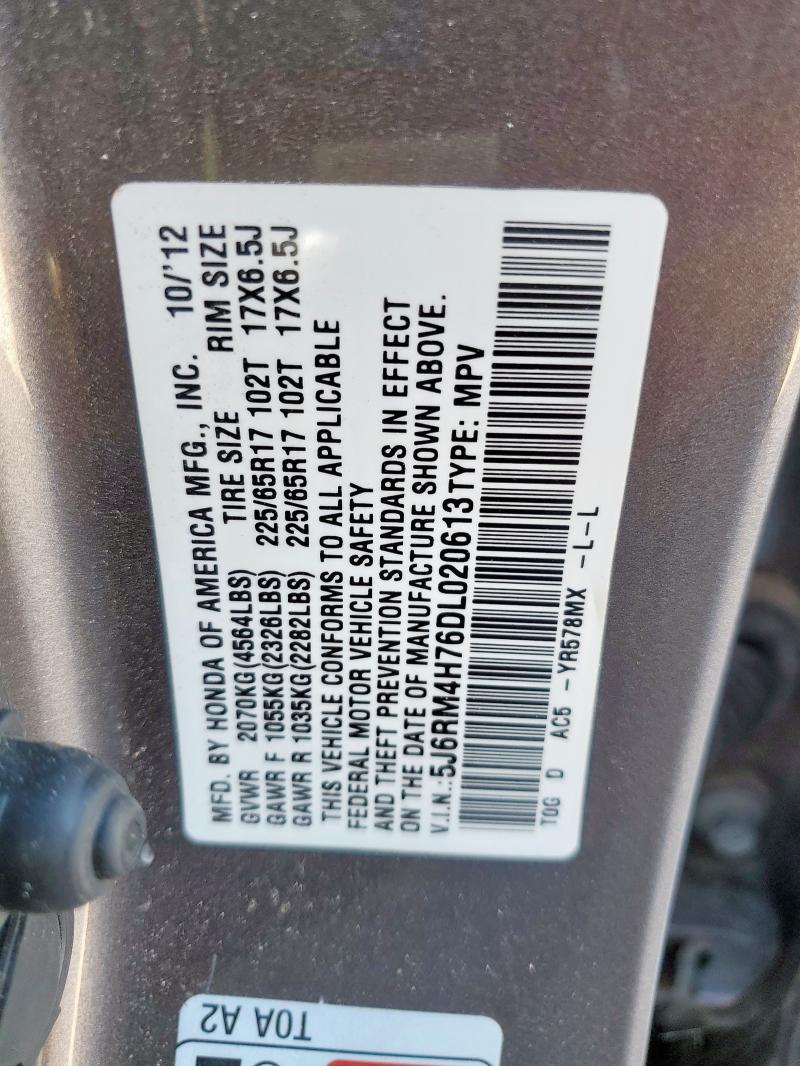 MFD. BY HONDA OF AMERICA MFG., INC. 10/'12
TIRE SIZE RIM SIZE
GVWR 2070KG(4564LBS)
GAWR F 1055KG(2326LBS) 225/65R17 102T 17X6.5J
GAWR R 1035KG(2282LBS) 225/65R17 102T 17X6.5J
THIS VEHICLE CONFORMS TO ALL APPLICABLE
FEDERAL MOTOR VEHICLE SAFETY
AND THEFT PREVENTION STANDARDS IN EFFECT
ON THE DATE OF MANUFACTURE SHOWN ABOVE.
V.I.N.:5J6RM4H76DL020613 TYPE: MPV
T0G D AC5 -YR578MX -L-L
T0A A2